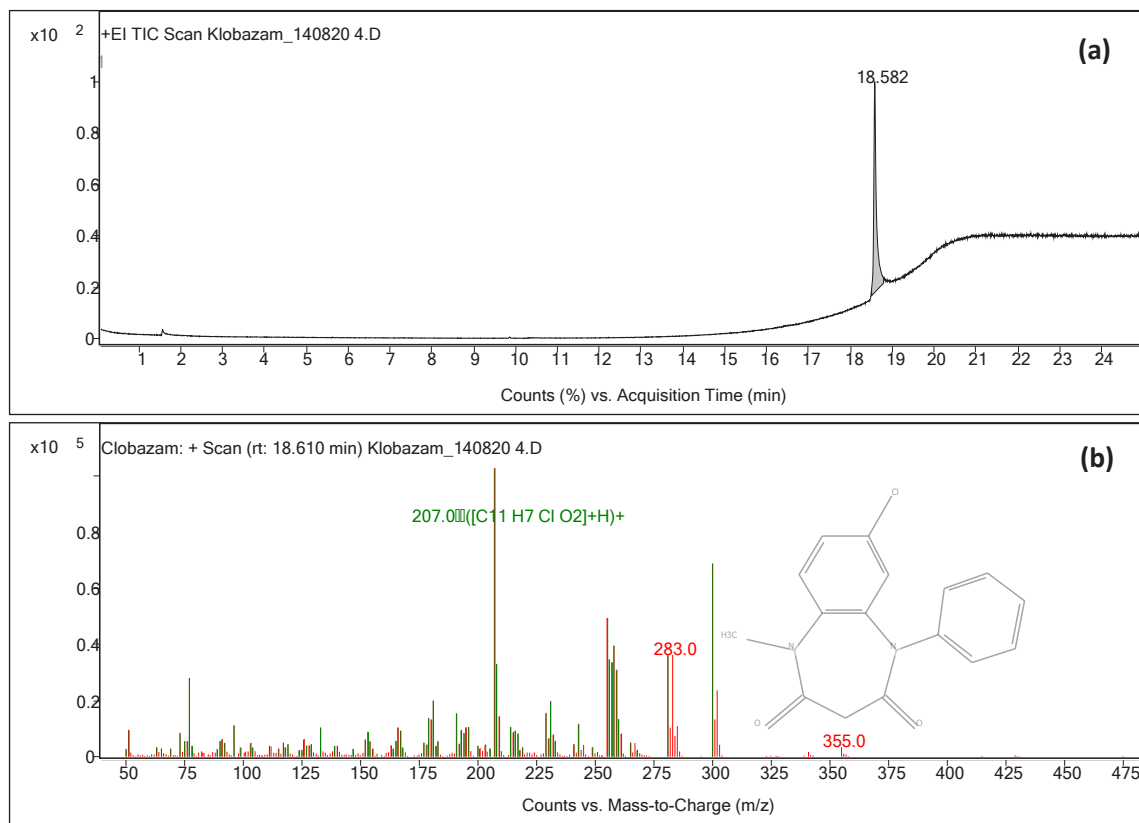 x10 2
+EI TIC Scan Klobazam_140820 4.D
(a)
18.582
1
0.8
0.6
0.4
0.2
0
1 2 3 4 5 6 7 8 9 10 11 12 13 14 15 16 17 18 19 20 21 22 23 24
Counts (%) vs. Acquisition Time (min)
x10 5
Clobazam: + Scan (rt: 18.610 min) Klobazam_140820 4.D
(b)
Cl
207.0▯▯([C11 H7 Cl O2]+H)+
0.8
0.6
0.4
0.2
0
H3C
N
N
283.0
O
O
355.0
50 75 100 125 150 175 200 225 250 275 300 325 350 375 400 425 450 475
Counts vs. Mass-to-Charge (m/z)